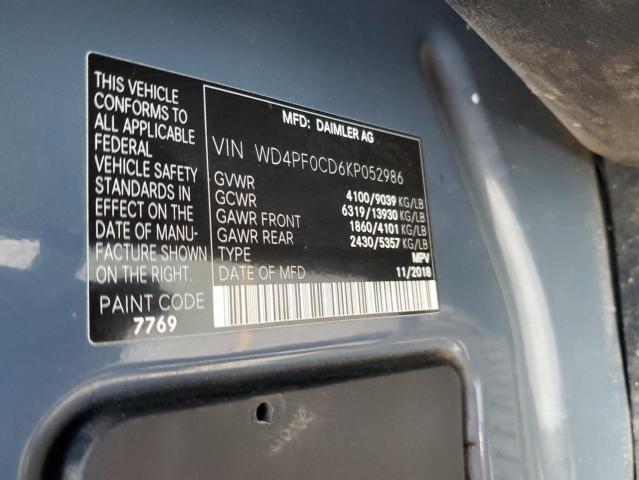 THIS VEHICLE
CONFORMS TO
ALL APPLICABLE
FEDERAL
VEHICLE SAFETY
STANDARDS IN
EFFECT ON THE
DATE OF MANU-
FACTURE SHOWN
ON THE RIGHT.
PAINT CODE
7769
MFD: DAIMLER AG
VIN WD4PF0CD6KP052986
GVWR 4100/9039 KG/LB
GCWR 6319/13930 KG/LB
GAWR FRONT 1860/4101 KG/LB
GAWR REAR 2430/5357 KG/LB
TYPE MPV
DATE OF MFD 11/2018